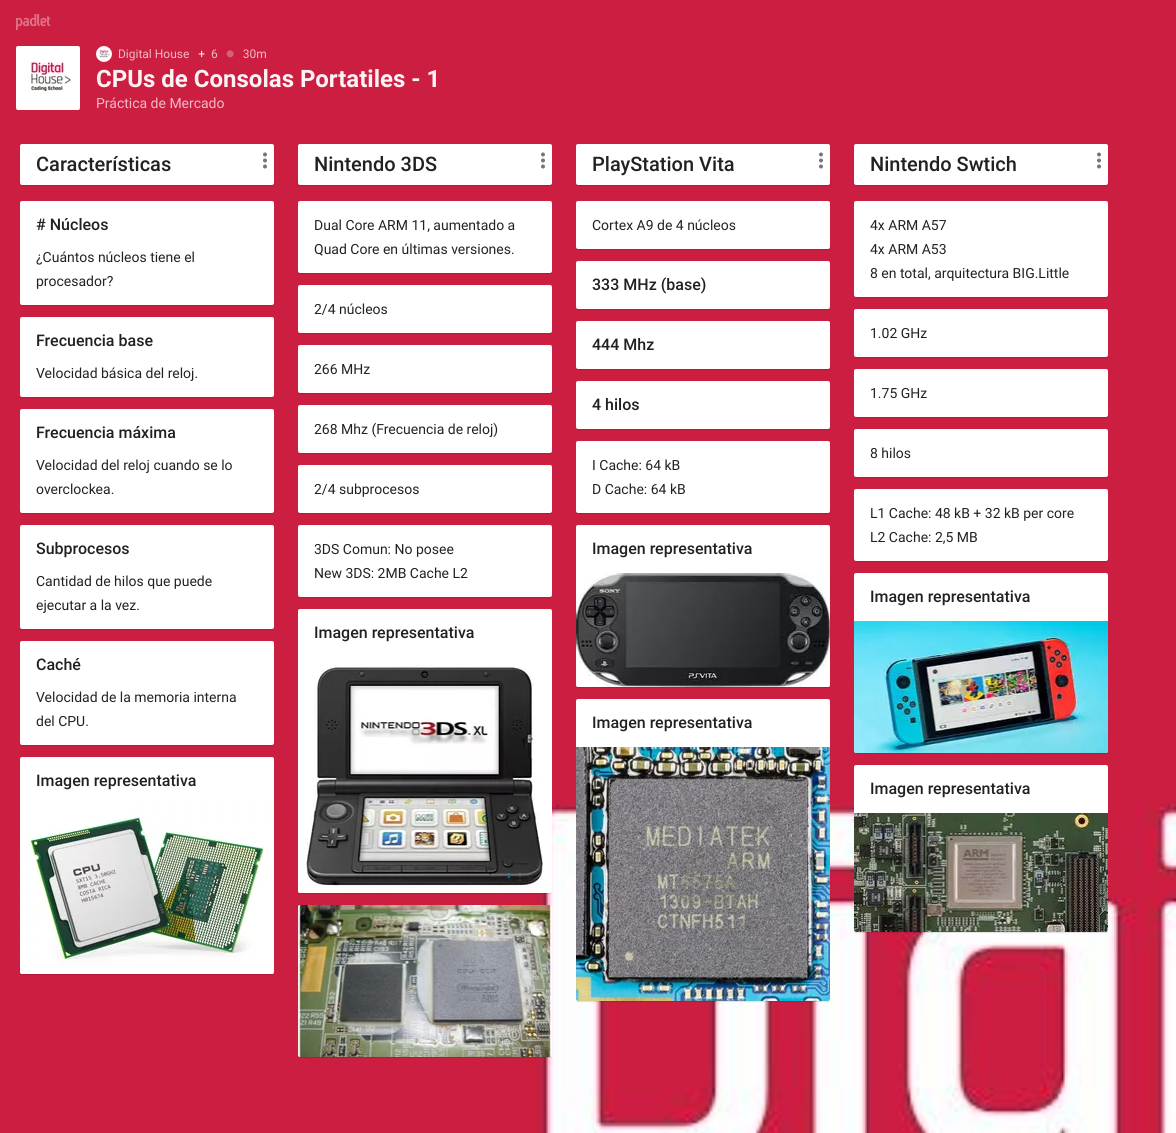 padlet
Digital House + 6 30m
CPUs de Consolas Portatiles - 1
Práctica de Mercado
Digital
House>
Coding School
Características
# Núcleos
¿Cuántos núcleos tiene el
procesador?
Frecuencia base
Velocidad básica del reloj.
Frecuencia máxima
Velocidad del reloj cuando se lo
overclockea.
Subprocesos
Cantidad de hilos que puede
ejecutar a la vez.
Caché
Velocidad de la memoria interna
del CPU.
Imagen representativa
CPU
COSTA RICA
Nintendo 3DS
Dual Core ARM 11, aumentado a
Quad Core en últimas versiones.
2/4 núcleos
266 MHz
268 Mhz (Frecuencia de reloj)
2/4 subprocesos
3DS Comun: No posee
New 3DS: 2MB Cache L2
Imagen representativa
NINTENDO 3DS. XL
Nintendo
PlayStation Vita
Cortex A9 de 4 núcleos
333 MHz (base)
444 Mhz
4 hilos
I Cache: 64 kB
D Cache: 64 kB
Imagen representativa
SONY
PSVITA
Imagen representativa
MEDIATEK
ARM
1309-BTAH
CTNFH511
Nintendo Swtich
4x ARM A57
4x ARM A53
8 en total, arquitectura BIG.Little
1.02 GHz
1.75 GHz
8 hilos
L1 Cache: 48 kB + 32 kB per core
L2 Cache: 2,5 MB
Imagen representativa
Imagen representativa
ARM